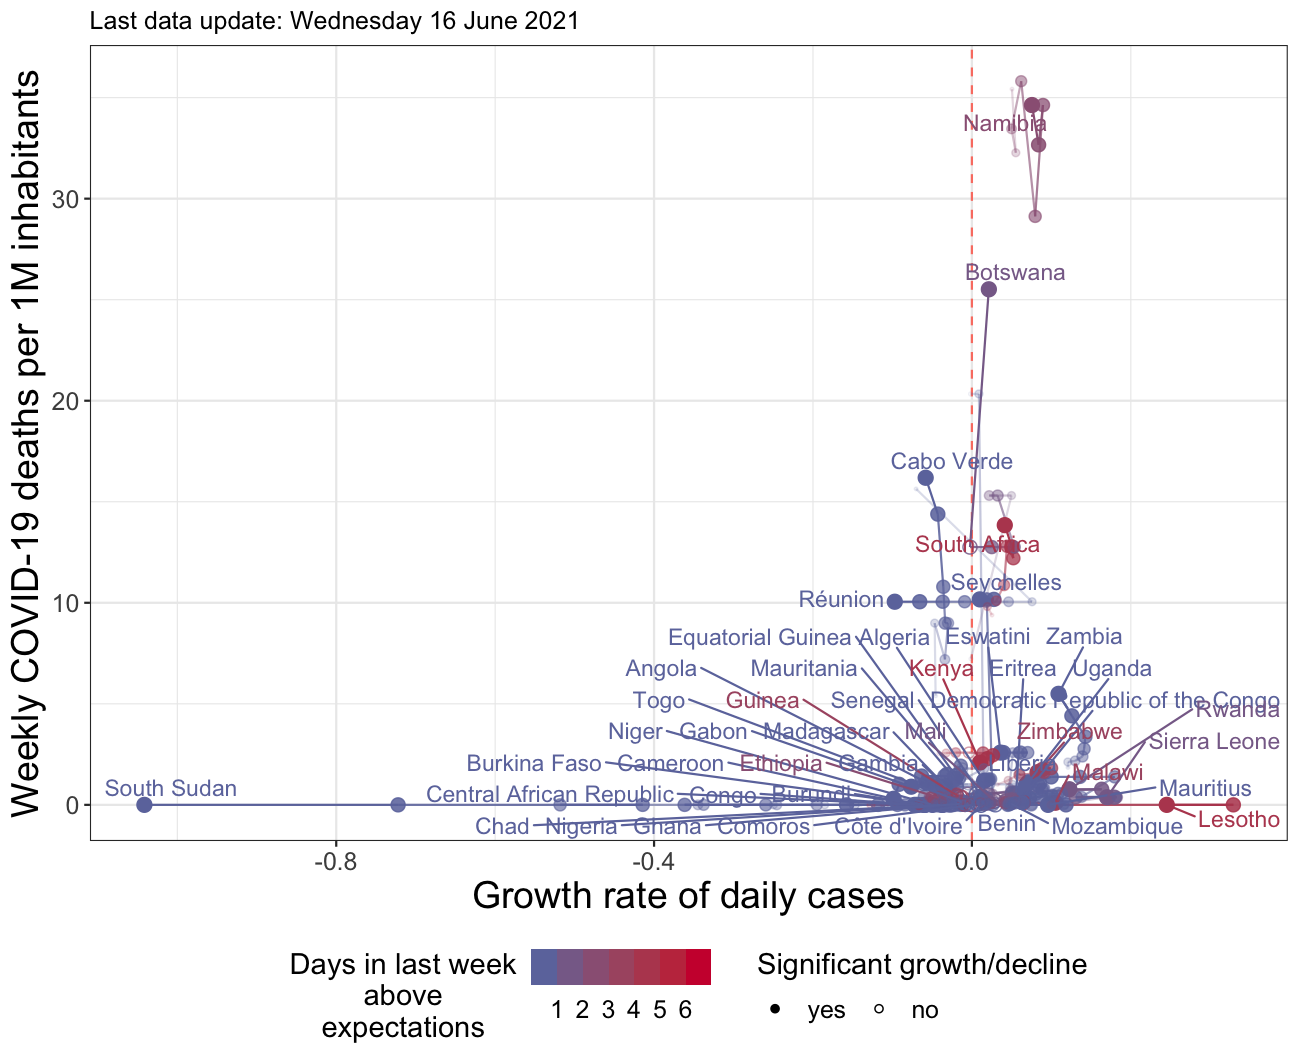 Last data update: Wednesday 16 June 2021
Weekly COVID-19 deaths per 1M inhabitants
30
20
10
0
Namibia
Botswana
Cabo Verde
South Africa
Seychelles
Réunion
Equatorial Guinea
Algeria
Eswatini
Zambia
Angola
Mauritania
Kenya
Eritrea
Uganda
Togo
Guinea
Senegal
Democratic Republic of the Congo
Rwanda
Niger
Gabon
Madagascar
Mali
Zimbabwe
Sierra Leone
Burkina Faso
Cameroon
Ethiopia
Gambia
Liberia
Malawi
South Sudan
Central African Republic
Congo
Burundi
Mauritius
Lesotho
Chad
Nigeria
Ghana
Comoros
Côte d'Ivoire
Benin
Mozambique
-0.8
-0.4
0.0
Growth rate of daily cases
Days in last week
above
expectations
1 2 3 4 5 6
Significant growth/decline
yes
no